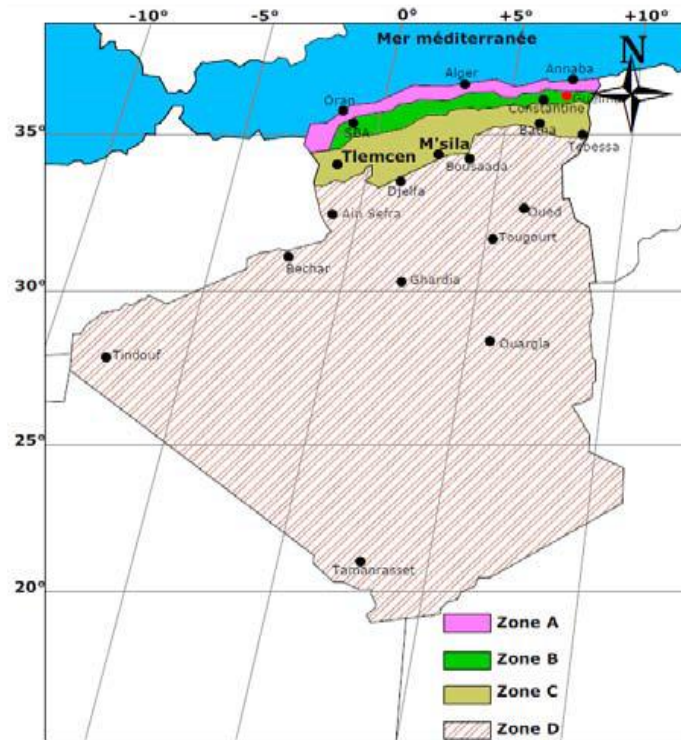 -10° -5° 0° +5° +10°
Mer méditerranée
N
Alger Annaba
Oran
Constantine
35° SBA Batna
Tebessa
Tlemcen M'sila
Bousaada
Djelfa
Ain Sefra Oued
Tougourt
Bechar
30° Ghardia
Ouargla
Tindouf
25°
Tamanrasset
20°
Zone A
Zone B
Zone C
Zone D